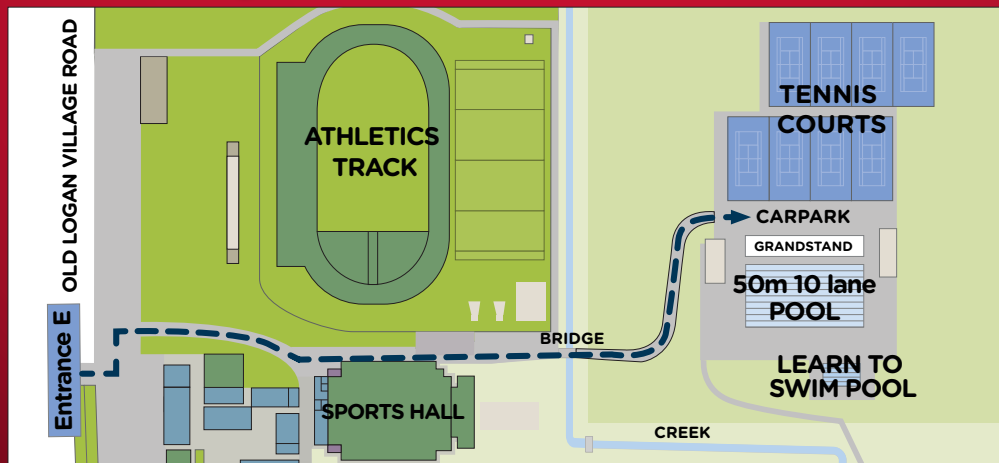 OLD LOGAN VILLAGE ROAD
Entrance E
ATHLETICS
TRACK
TENNIS
COURTS
CARPARK
GRANDSTAND
50m 10 lane
POOL
BRIDGE
LEARN TO
SWIM POOL
SPORTS HALL
CREEK